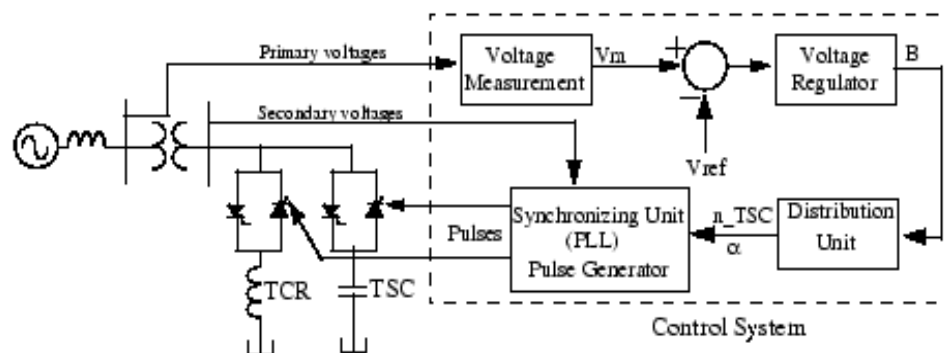 Primary voltages
Voltage
Measurement
Vm
+
−
Voltage
Regulator
B
Secondary voltages
Vref
Pulses
Synchronizing Unit
(PLL)
Pulse Generator
n_TSC
α
Distribution
Unit
TCR
TSC
Control System